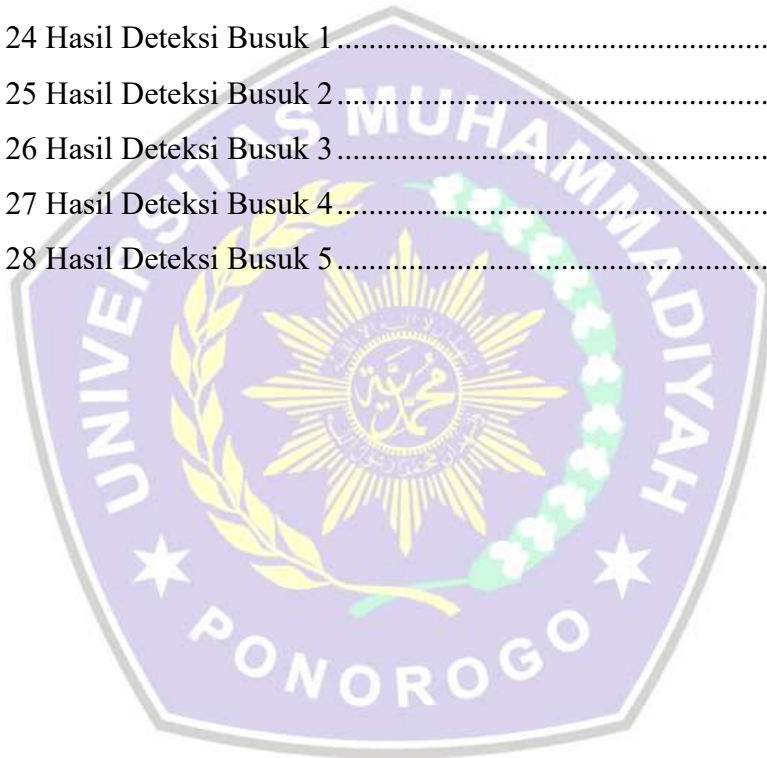 24 Hasil Deteksi Busuk 1.......................................................
25 Hasil Deteksi Busuk 2.......................................................
26 Hasil Deteksi Busuk 3.......................................................
27 Hasil Deteksi Busuk 4.......................................................
28 Hasil Deteksi Busuk 5.......................................................
UNIVERSITAS MUHAMMADIYAH
PONOROGO